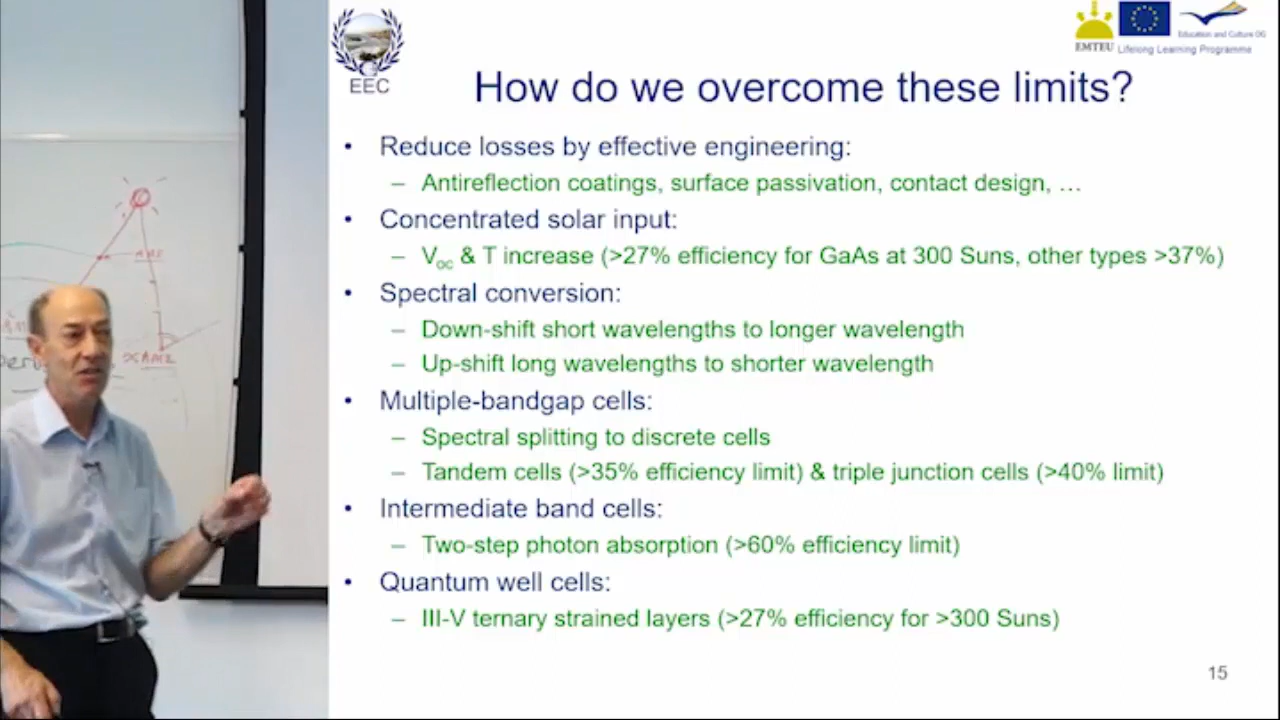 EEC
EMTEU
Education and Culture DG
Lifelong Learning Programme
How do we overcome these limits?
• Reduce losses by effective engineering:
– Antireflection coatings, surface passivation, contact design, …
• Concentrated solar input:
– Voc & T increase (>27% efficiency for GaAs at 300 Suns, other types >37%)
• Spectral conversion:
– Down-shift short wavelengths to longer wavelength
– Up-shift long wavelengths to shorter wavelength
• Multiple-bandgap cells:
– Spectral splitting to discrete cells
– Tandem cells (>35% efficiency limit) & triple junction cells (>40% limit)
• Intermediate band cells:
– Two-step photon absorption (>60% efficiency limit)
• Quantum well cells:
– III-V ternary strained layers (>27% efficiency for >300 Suns)
15